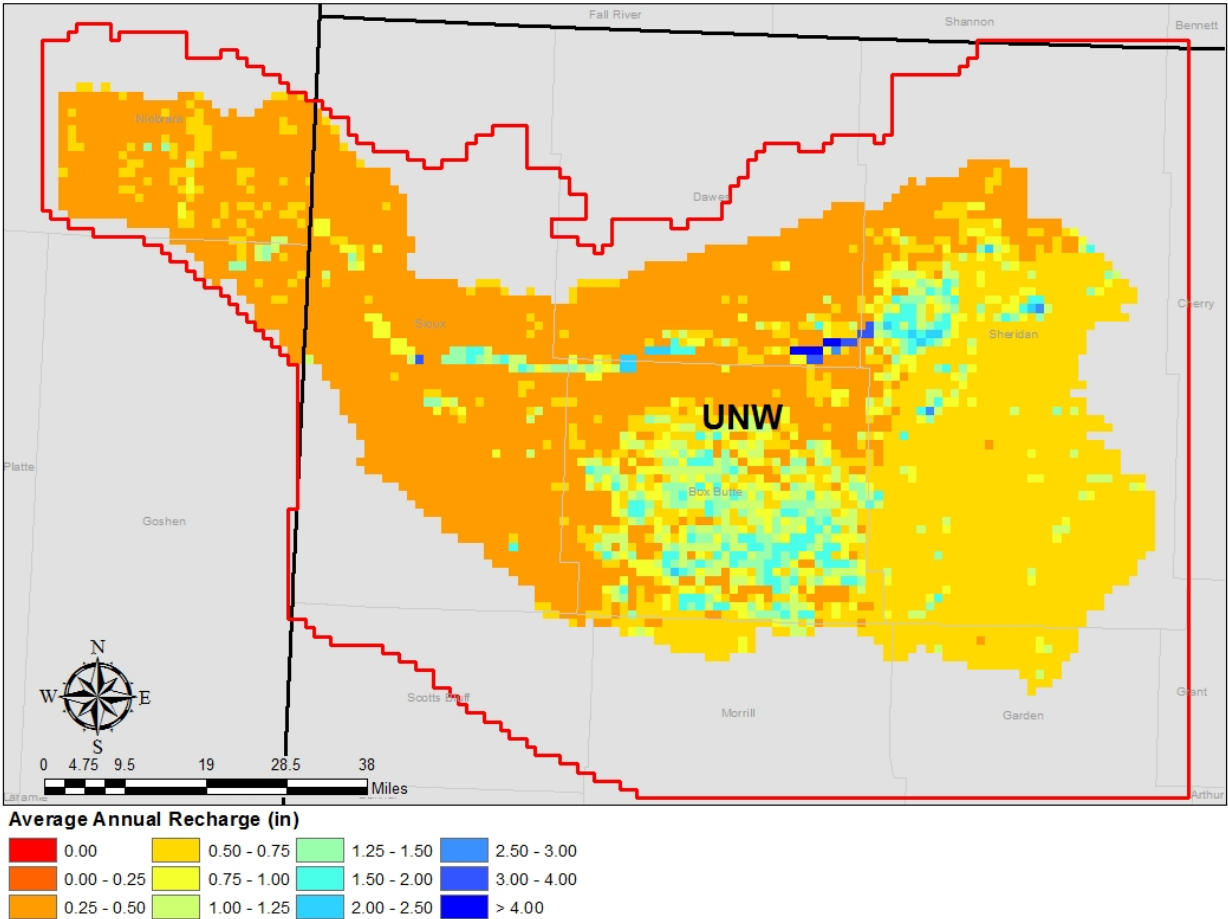 Fall River
Shannon
Bennett
Niobrara
Dawes
Cherry
Sioux
Sheridan
UNW
Platte
Box Butte
Goshen
N
W E
S
Scotts Bluff
Grant
Morrill
Garden
0 4.75 9.5 19 28.5 38
Miles
Laramie
Arthur
Average Annual Recharge (in)
0.00 0.50 - 0.75 1.25 - 1.50 2.50 - 3.00
0.00 - 0.25 0.75 - 1.00 1.50 - 2.00 3.00 - 4.00
0.25 - 0.50 1.00 - 1.25 2.00 - 2.50 > 4.00